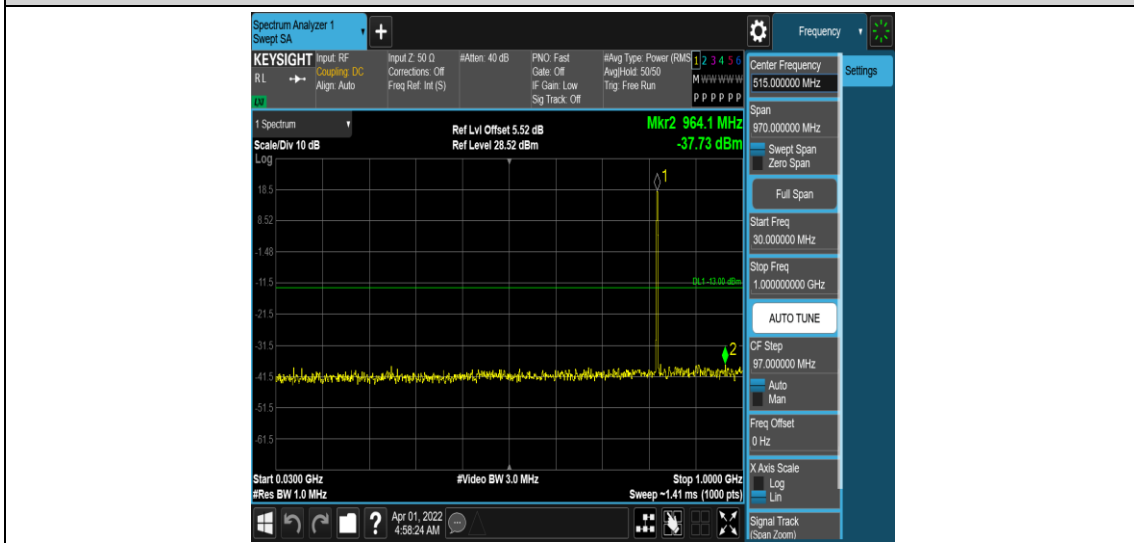 Spectrum Analyzer 1
Swept SA
+
Frequency
KEYSIGHT
RL
LXI
Input: RF
Coupling: DC
Align: Auto
Input Z: 50 Ω
Corrections: Off
Freq Ref: Int (S)
#Atten: 40 dB
PNO: Fast
Gate: Off
IF Gain: Low
Sig Track: Off
#Avg Type: Power (RMS
Avg|Hold: 50/50
Trig: Free Run
1 2 3 4 5 6
M W W W W W
P P P P P P
1 Spectrum
Scale/Div 10 dB
Log
Ref Lvl Offset 5.52 dB
Ref Level 28.52 dBm
Mkr2 964.1 MHz
-37.73 dBm
1
18.5
8.52
-1.48
-11.5
DL1 -13.00 dBm
-21.5
-31.5
2
-41.5
-51.5
-61.5
Start 0.0300 GHz
#Res BW 1.0 MHz
#Video BW 3.0 MHz
Stop 1.0000 GHz
Sweep ~1.41 ms (1000 pts)
?
Apr 01, 2022
4:58:24 AM
Center Frequency
515.000000 MHz
Settings
Span
970.000000 MHz
Swept Span
Zero Span
Full Span
Start Freq
30.000000 MHz
Stop Freq
1.000000000 GHz
AUTO TUNE
CF Step
97.000000 MHz
Auto
Man
Freq Offset
0 Hz
X Axis Scale
Log
Lin
Signal Track
(Span Zoom)